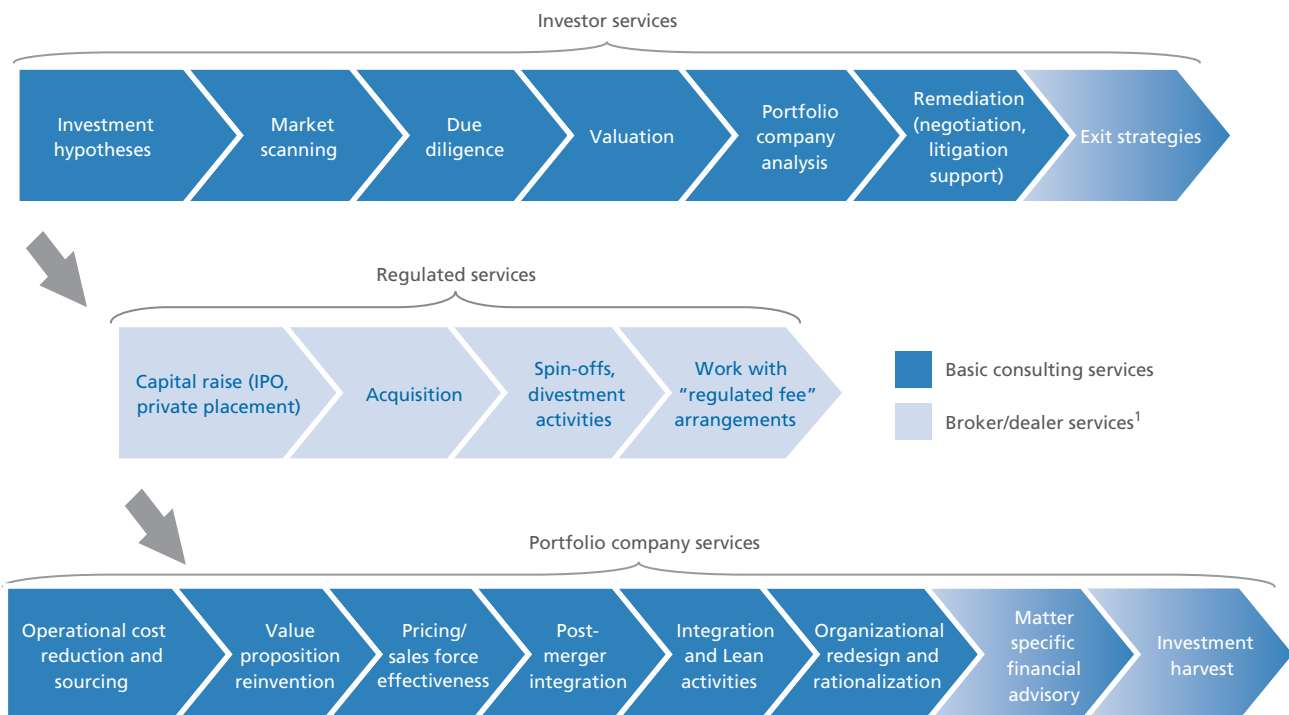 Investor services
Investment
hypotheses
Market
scanning
Due
diligence
Valuation
Portfolio
company
analysis
Remediation
(negotiation,
litigation
support)
Exit strategies
Regulated services
Capital raise (IPO,
private placement)
Acquisition
Spin-offs,
divestment
activities
Work with
“regulated fee”
arrangements
Basic consulting services
Broker/dealer services1
Portfolio company services
Operational cost
reduction and
sourcing
Value
proposition
reinvention
Pricing/
sales force
effectiveness
Post-
merger
integration
Integration
and Lean
activities
Organizational
redesign and
rationalization
Matter
specific
financial
advisory
Investment
harvest